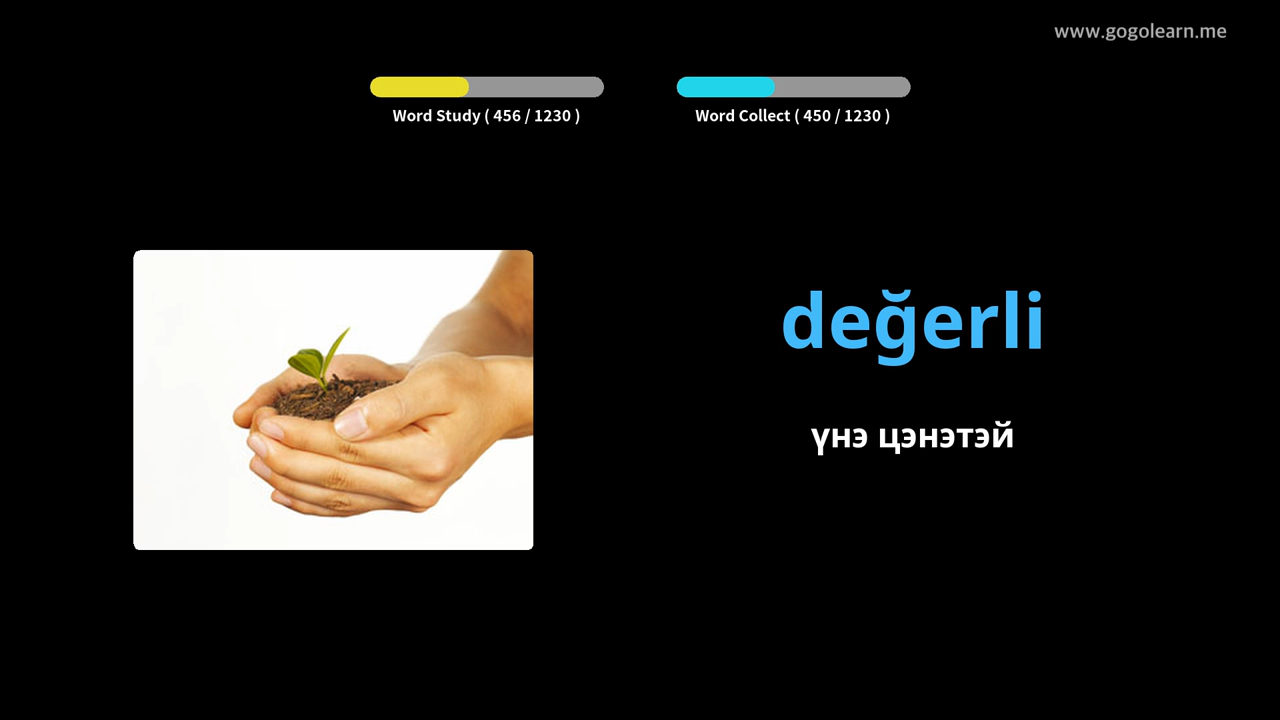 www.gogolearn.me
Word Study ( 456 / 1230 )
Word Collect ( 450 / 1230 )
değerli
үнэ цэнэтэй